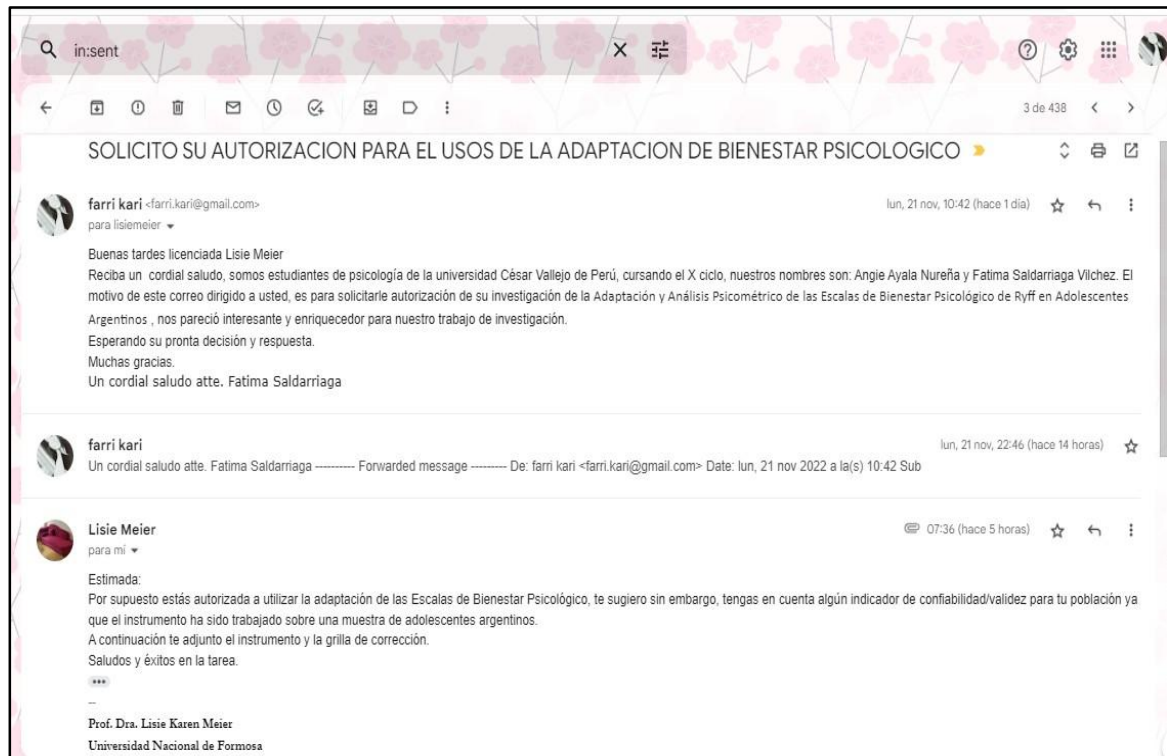 in:sent
3 de 438
SOLICITO SU AUTORIZACION PARA EL USOS DE LA ADAPTACION DE BIENESTAR PSICOLOGICO
farri kari <farri.kari@gmail.com>
lun, 21 nov, 10:42 (hace 1 día)
para lisiemeier
Buenas tardes licenciada Lisie Meier
Reciba un cordial saludo, somos estudiantes de psicología de la universidad César Vallejo de Perú, cursando el X ciclo, nuestros nombres son: Angie Ayala Nureña y Fatima Saldarriaga Vilchez. El
motivo de este correo dirigido a usted, es para solicitarle autorización de su investigación de la Adaptación y Análisis Psicométrico de las Escalas de Bienestar Psicológico de Ryff en Adolescentes
Argentinos , nos pareció interesante y enriquecedor para nuestro trabajo de investigación.
Esperando su pronta decisión y respuesta.
Muchas gracias.
Un cordial saludo atte. Fatima Saldarriaga
farri kari
lun, 21 nov, 22:46 (hace 14 horas)
Un cordial saludo atte. Fatima Saldarriaga ---------- Forwarded message --------- De: farri kari <farri.kari@gmail.com> Date: lun, 21 nov 2022 a la(s) 10:42 Sub
Lisie Meier
07:36 (hace 5 horas)
para mí
Estimada:
Por supuesto estás autorizada a utilizar la adaptación de las Escalas de Bienestar Psicológico, te sugiero sin embargo, tengas en cuenta algún indicador de confiabilidad/validez para tu población ya
que el instrumento ha sido trabajado sobre una muestra de adolescentes argentinos.
A continuación te adjunto el instrumento y la grilla de corrección.
Saludos y éxitos en la tarea.
--
Prof. Dra. Lisie Karen Meier
Universidad Nacional de Formosa